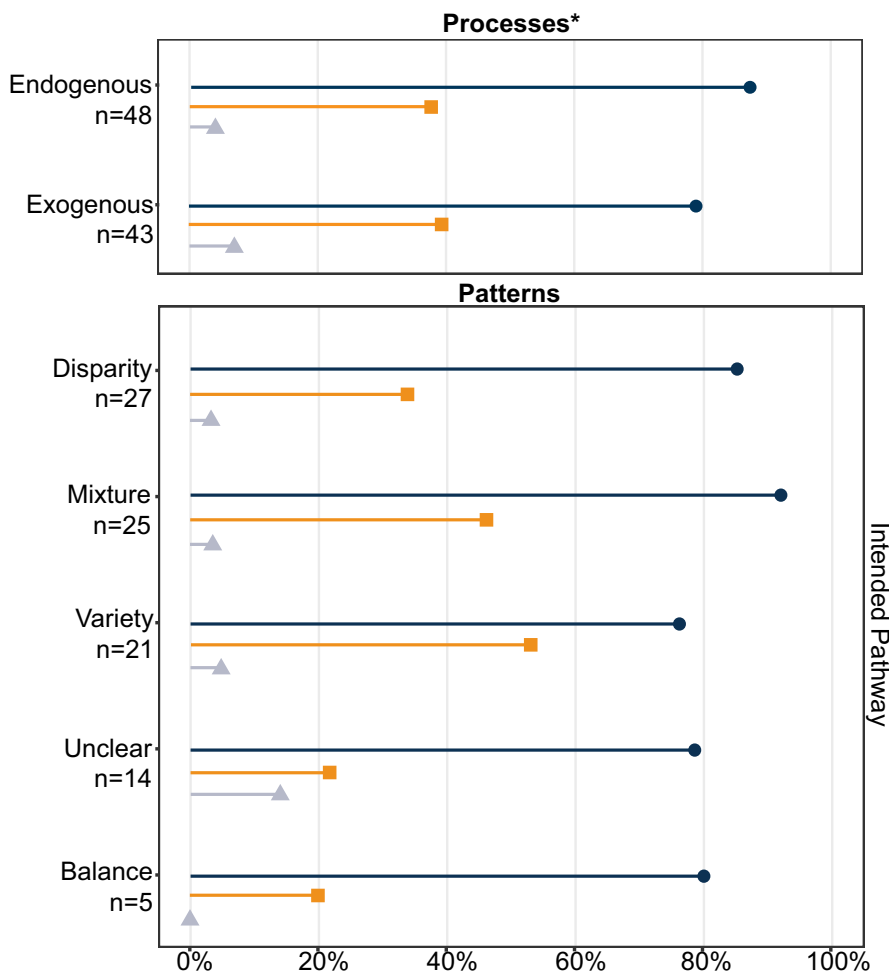 Processes*
Endogenous
n=48
Exogenous
n=43
Patterns
Disparity
n=27
Mixture
n=25
Variety
n=21
Unclear
n=14
Balance
n=5
Intended Pathway
0%
20%
40%
60%
80%
100%